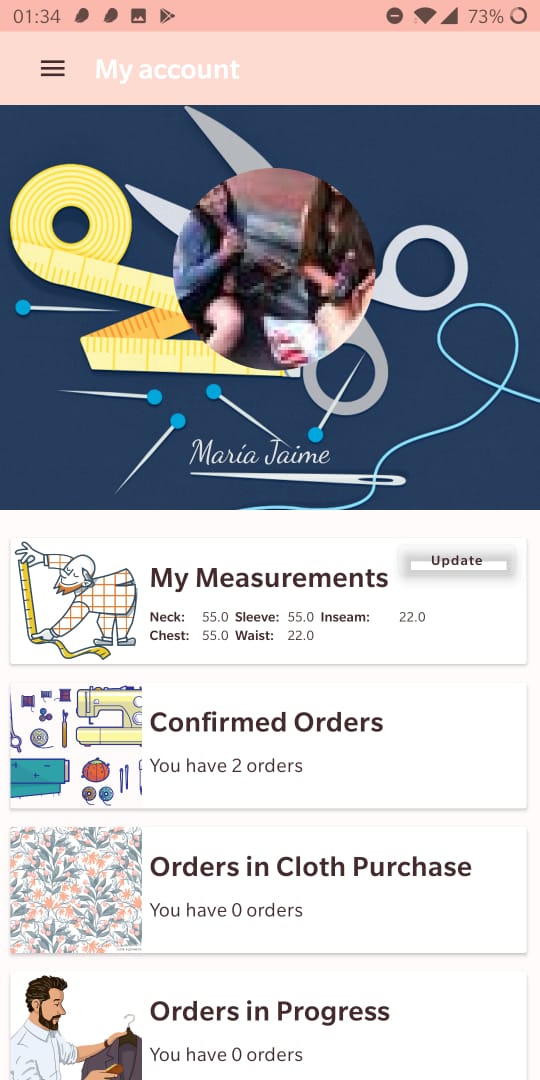 01:34 73%
My account
María Jaime
Update
My Measurements
Neck: 55.0 Sleeve: 55.0 Inseam: 22.0
Chest: 55.0 Waist: 22.0
Confirmed Orders
You have 2 orders
Orders in Cloth Purchase
You have 0 orders
Orders in Progress
You have 0 orders